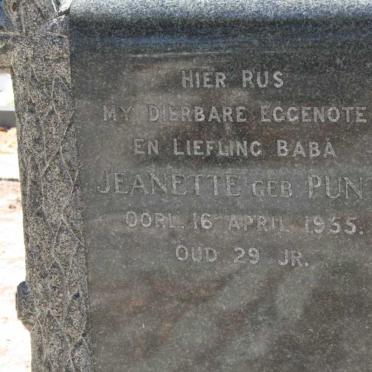 HIER RUS
MY DIERBARE EGGENOTE
EN LIEFLING BABA
JEANETTE GEB PUN
OORL. 16 APRIL 1955.
OUD 29 JR.